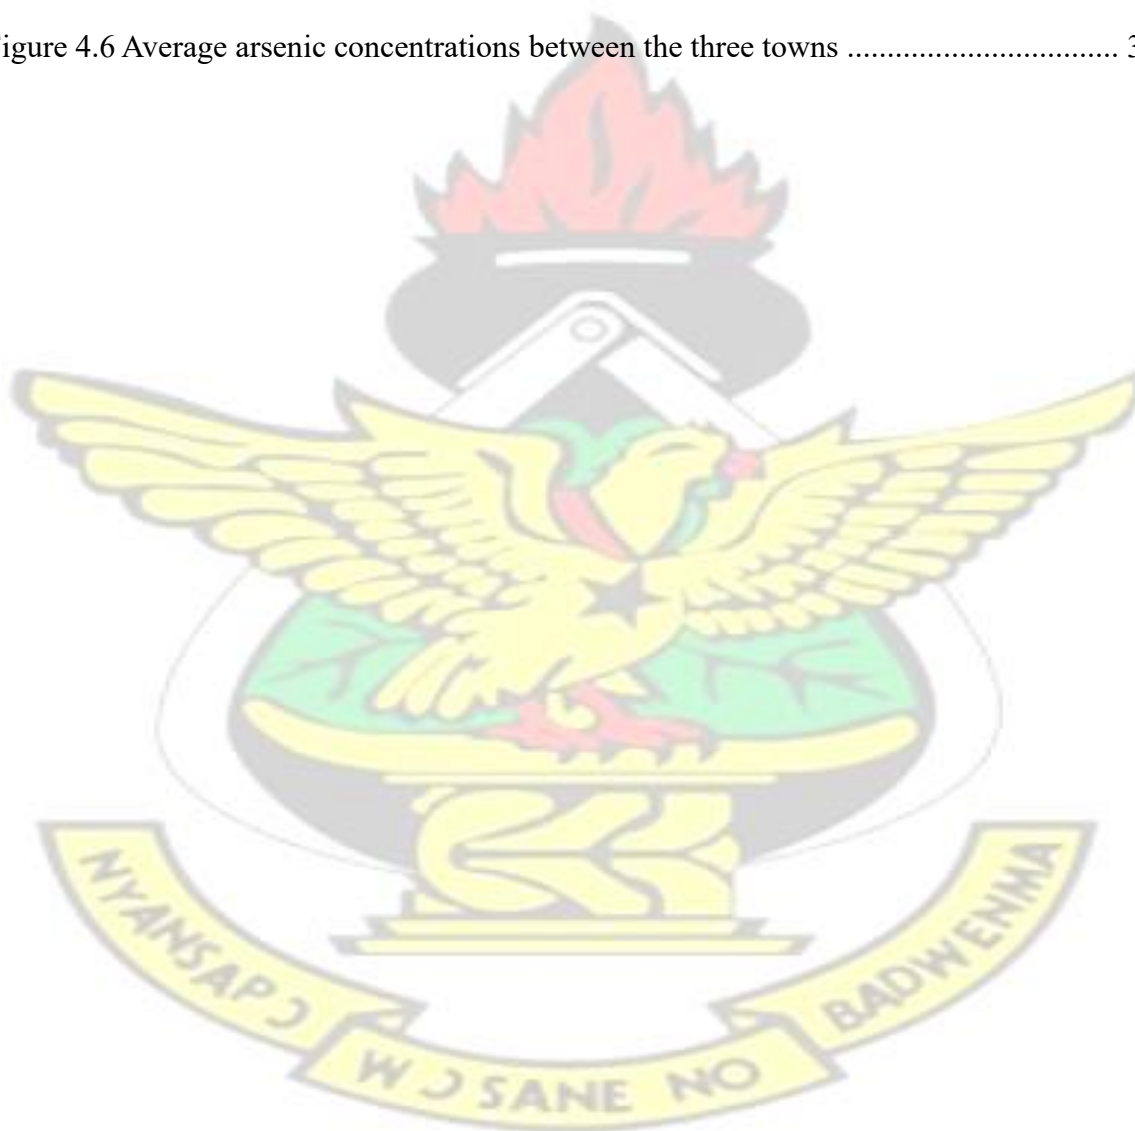 igure 4.6 Average arsenic concentrations between the three towns .................................. 3
NYANSAPƆ
WƆSANE NO
BADWENMA